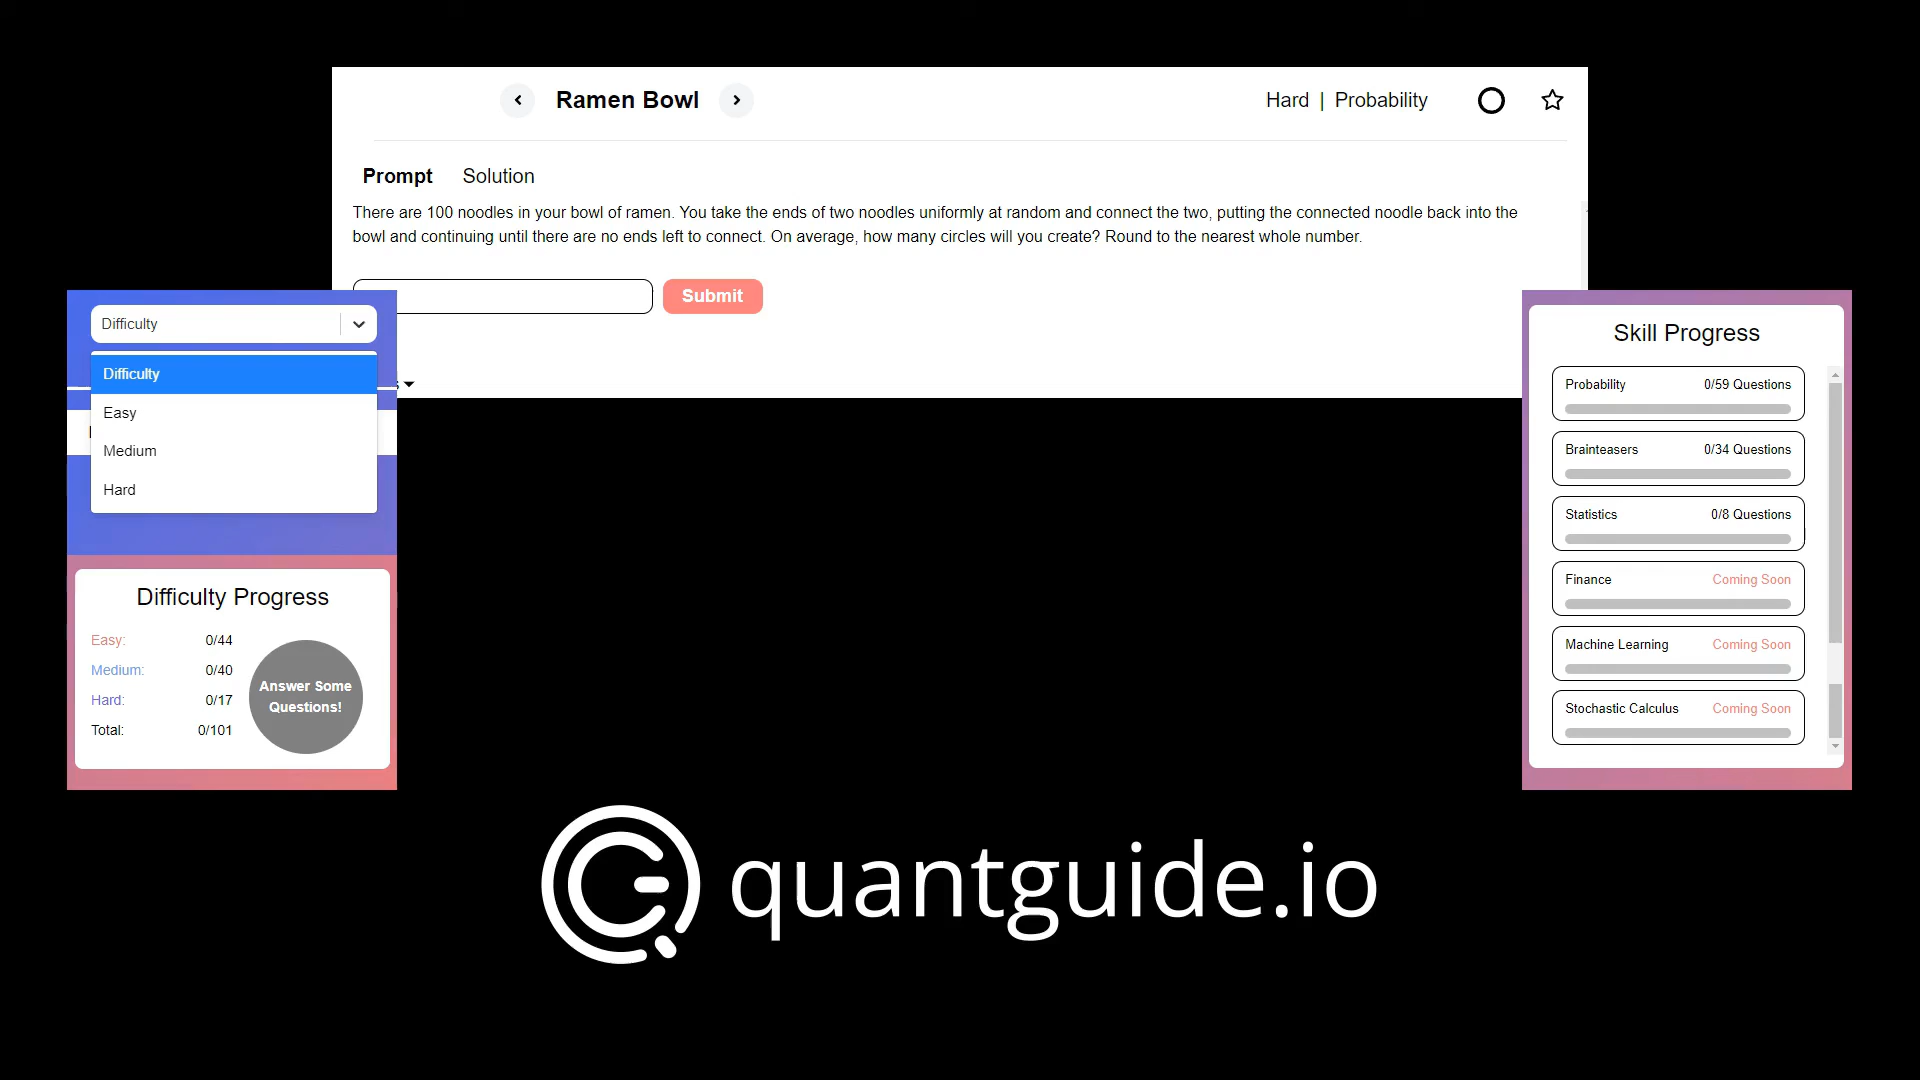 Ramen Bowl
Hard | Probability
Prompt Solution
There are 100 noodles in your bowl of ramen. You take the ends of two noodles uniformly at random and connect the two, putting the connected noodle back into the
bowl and continuing until there are no ends left to connect. On average, how many circles will you create? Round to the nearest whole number.
Submit
Difficulty
Difficulty
Easy
Medium
Hard
Difficulty Progress
Easy: 0/44
Medium: 0/40
Hard: 0/17
Total: 0/101
Answer Some
Questions!
Skill Progress
Probability 0/59 Questions
Brainteasers 0/34 Questions
Statistics 0/8 Questions
Finance Coming Soon
Machine Learning Coming Soon
Stochastic Calculus Coming Soon
quantguide.io